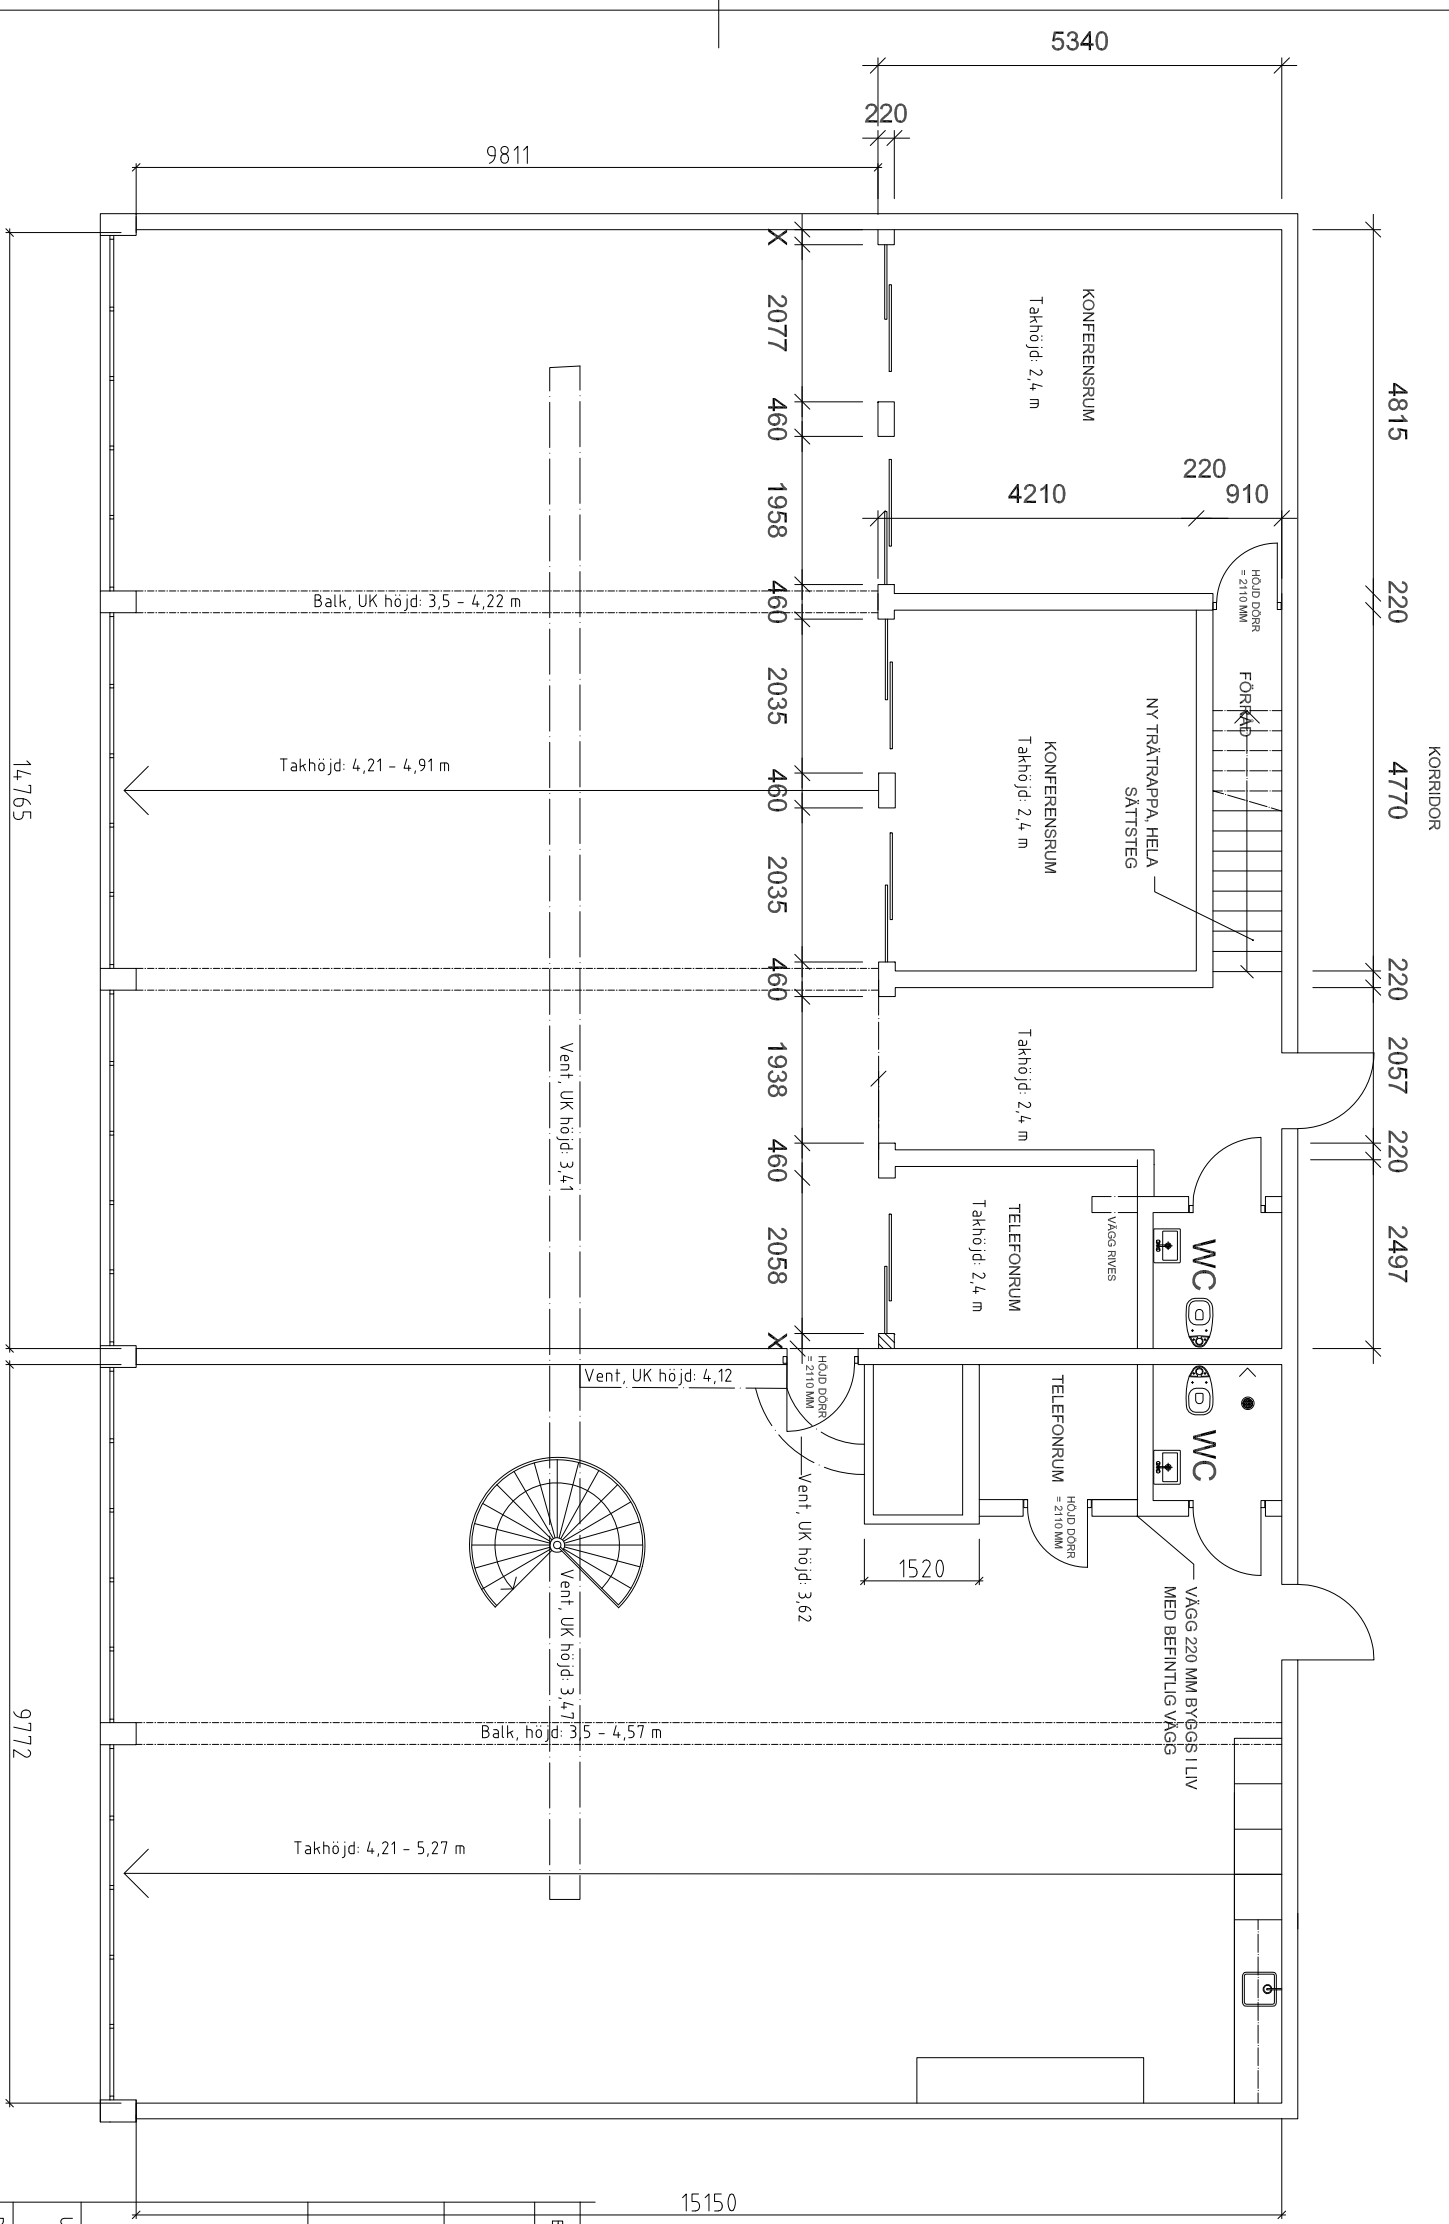 5340
220
9811
KORRIDOR
4815
220
4770
220
2057
220
2497
KONFERENSRUM
Takhöjd: 2,4 m
4210
220
910
HÖJD DÖRR
= 2110 MM
FÖRRÅD
NY TRÄTRAPPA, HELA
SÄTTSTEG
KONFERENSRUM
Takhöjd: 2,4 m
Takhöjd: 2,4 m
TELEFONRUM
Takhöjd: 2,4 m
VÄGG RIVES
WC
WC
TELEFONRUM
HÖJD DÖRR
= 2110 MM
VÄGG 220 MM BYGGS I LIV
MED BEFINTLIG VÄGG
1520
X
2077
460
1958
460
2035
460
2035
460
1938
460
2058
X
HÖJD DÖRR
= 2110 MM
Vent, UK höjd: 4,12
Vent, UK höjd: 3,62
Balk, UK höjd: 3,5 - 4,22 m
Takhöjd: 4,21 - 4,91 m
Vent, UK höjd: 3,41
Vent, UK höjd: 3,47
Balk, höjd: 3,5 - 4,57 m
Takhöjd: 4,21 - 5,27 m
14765
9772
15150